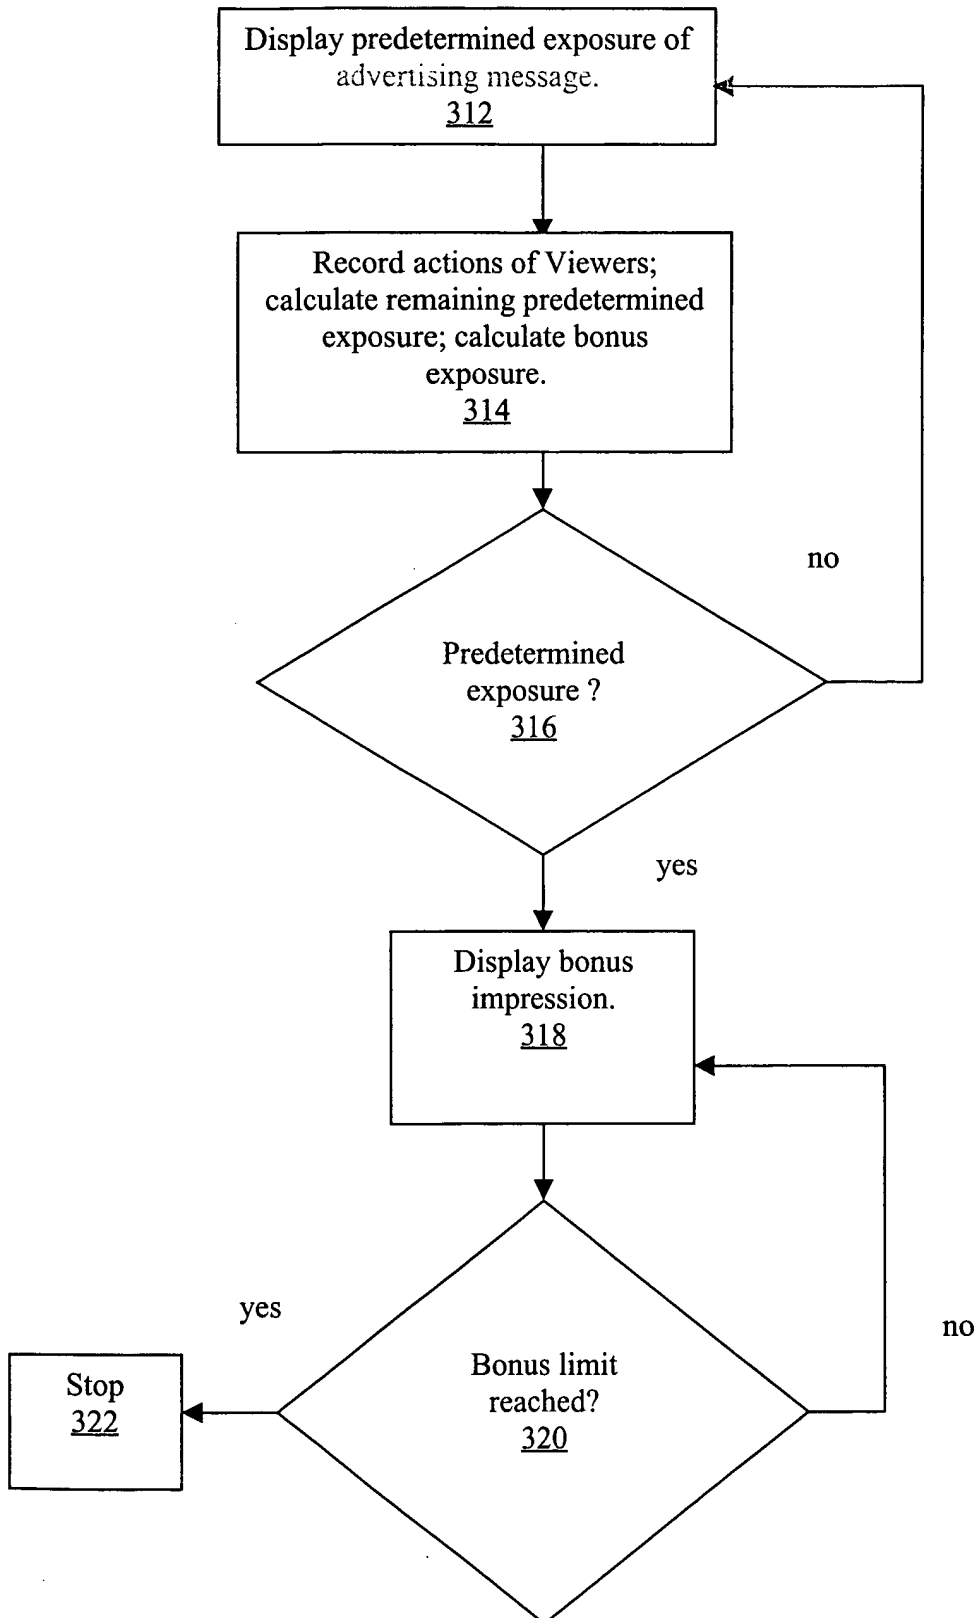 Display predetermined exposure of
advertising message.
312
Record actions of Viewers;
calculate remaining predetermined
exposure; calculate bonus
exposure.
314
no
Predetermined
exposure ?
316
yes
Display bonus
impression.
318
yes
no
Bonus limit
reached?
320
Stop
322